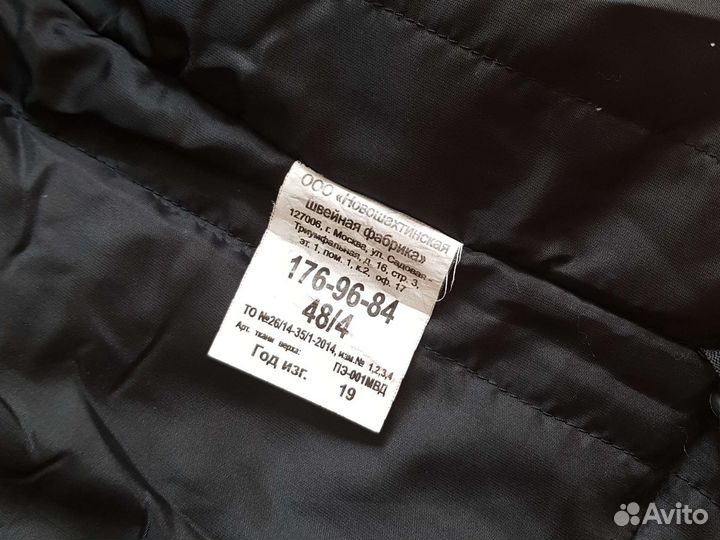 ООО «Новошахтинская
швейная фабрика»
127006, г. Москва, ул. Садовая -
Триумфальная, д. 16, стр. 3,
эт. 1, пом. 1, к.2, оф. 17
176-96-84
48/4
ТО №26/14-35/1-2014, изм.№ 1,2,3,4
Арт. ткани верха: ПЭ-001МВД
Год изг. 19
Avito